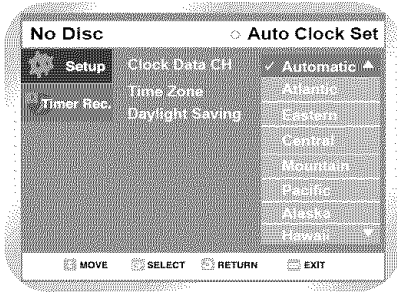 No Disc
Auto Clock Set
Setup
Timer Rec.
Clock Data CH
Time Zone
Daylight Saving
✓ Automatic ▲
Atlantic
Eastern
Central
Mountain
Pacific
Alaska
Hawaii ▼
MOVE SELECT RETURN EXIT